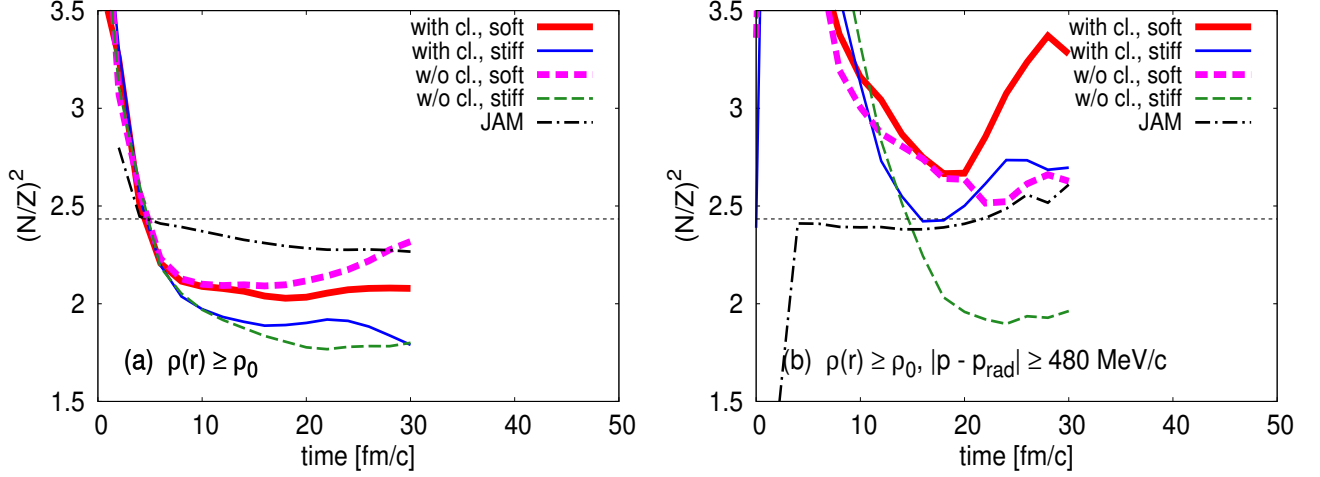 3.5
3
2.5
2
1.5
(N/Z)²
with cl., soft
with cl., stiff
w/o cl., soft
w/o cl., stiff
JAM
(a) ρ(r) ≥ ρ₀
0 10 20 30 40 50
time [fm/c]
3.5
3
2.5
2
1.5
(N/Z)²
with cl., soft
with cl., stiff
w/o cl., soft
w/o cl., stiff
JAM
(b) ρ(r) ≥ ρ₀, |p - p_rad| ≥ 480 MeV/c
0 10 20 30 40 50
time [fm/c]